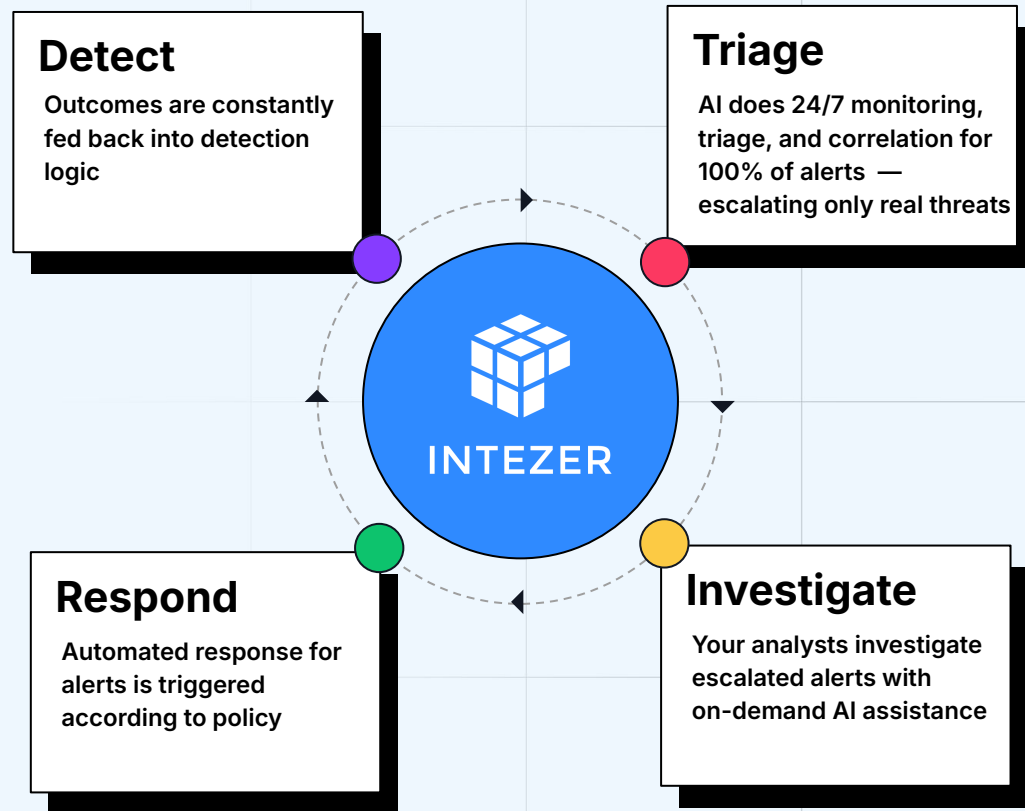 Detect
Outcomes are constantly
fed back into detection
logic
Triage
AI does 24/7 monitoring,
triage, and correlation for
100% of alerts —
escalating only real threats
INTEZER
Respond
Automated response for
alerts is triggered
according to policy
Investigate
Your analysts investigate
escalated alerts with
on-demand AI assistance